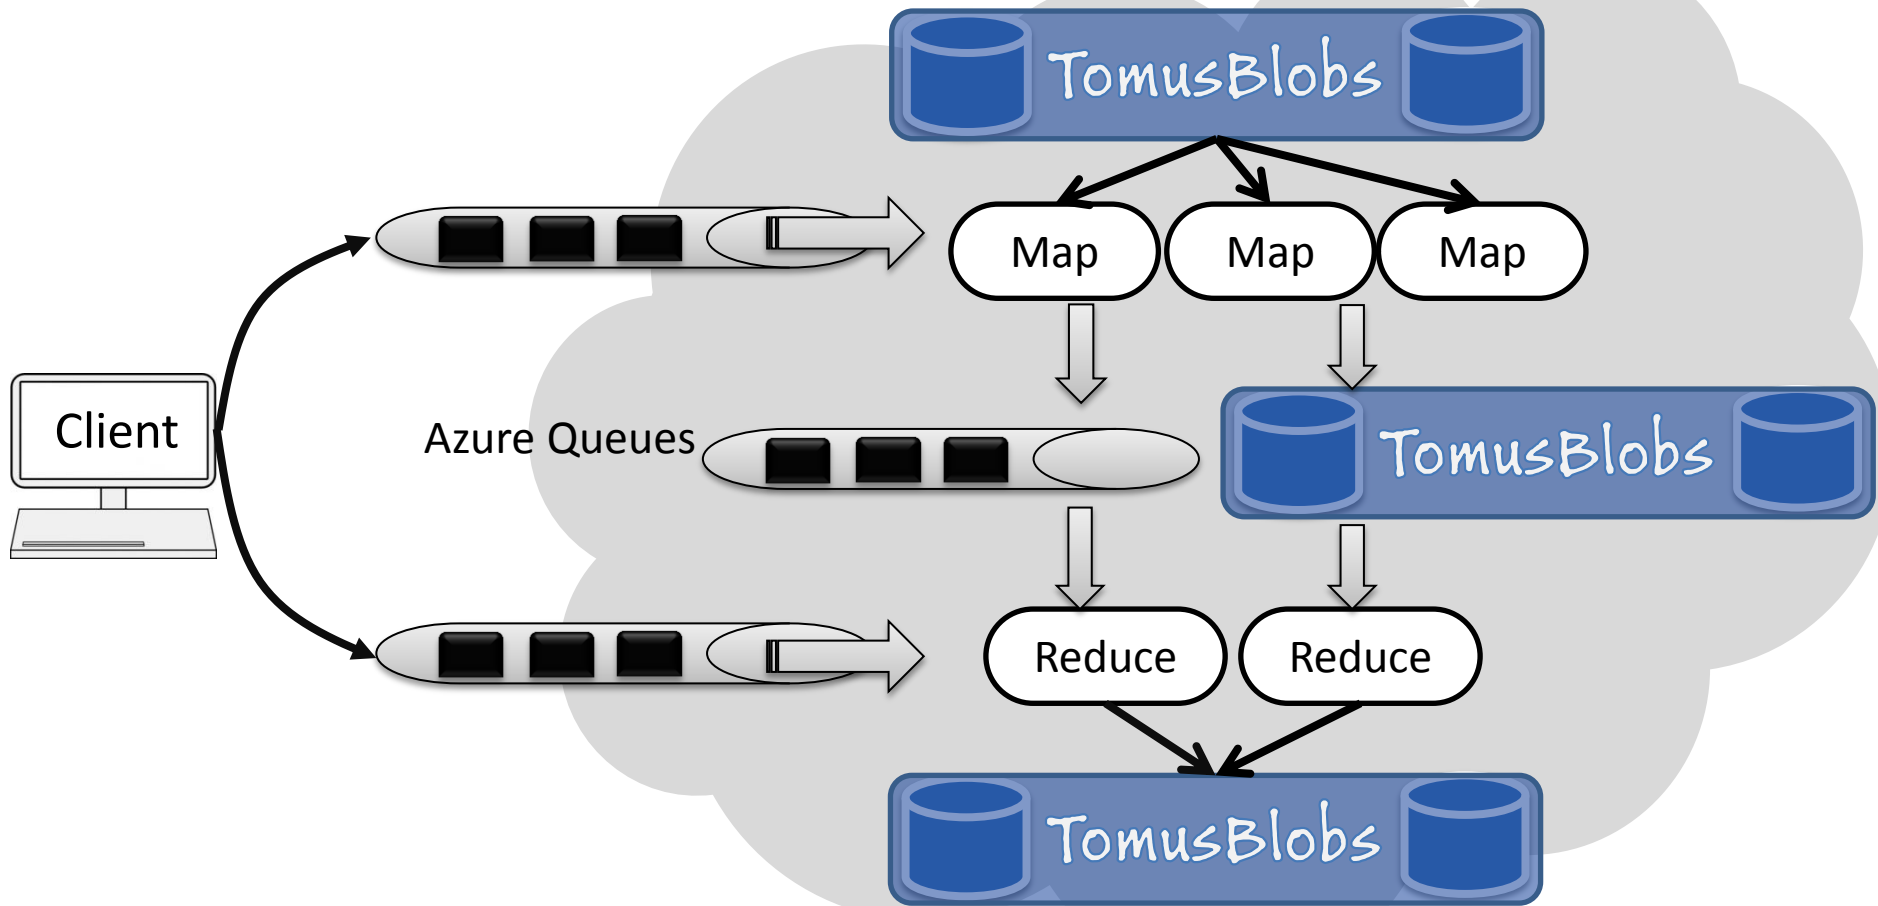 TomusBlobs
Map
Map
Map
Client
Azure Queues
TomusBlobs
Reduce
Reduce
TomusBlobs